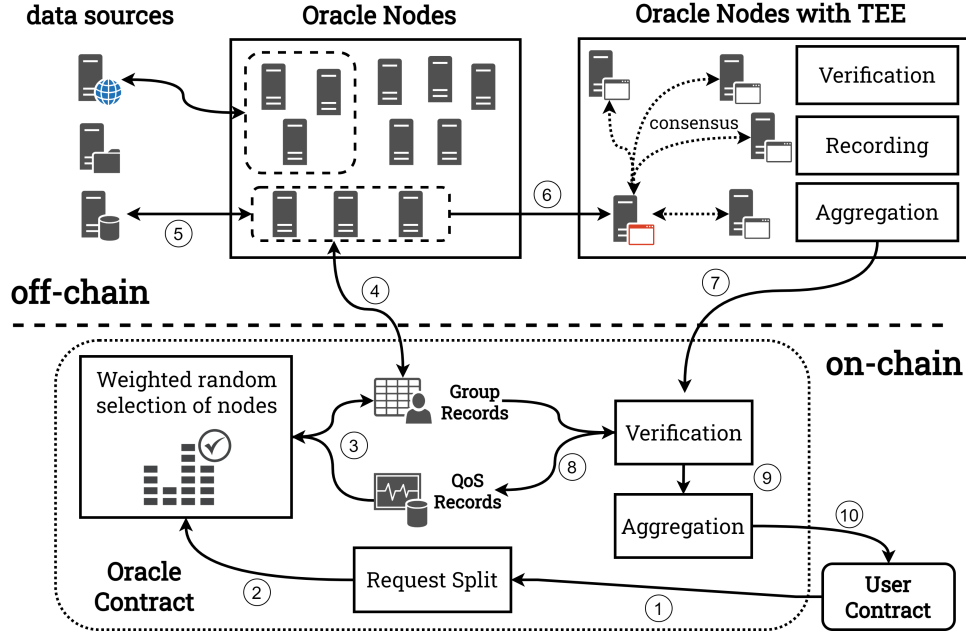 data sources
Oracle Nodes
Oracle Nodes with TEE
Verification
consensus
Recording
Aggregation
5
6
4
7
off-chain
on-chain
Weighted random
selection of nodes
Group
Records
3
Verification
8
QoS
Records
9
Aggregation
10
Oracle
Contract
2
Request Split
1
User
Contract